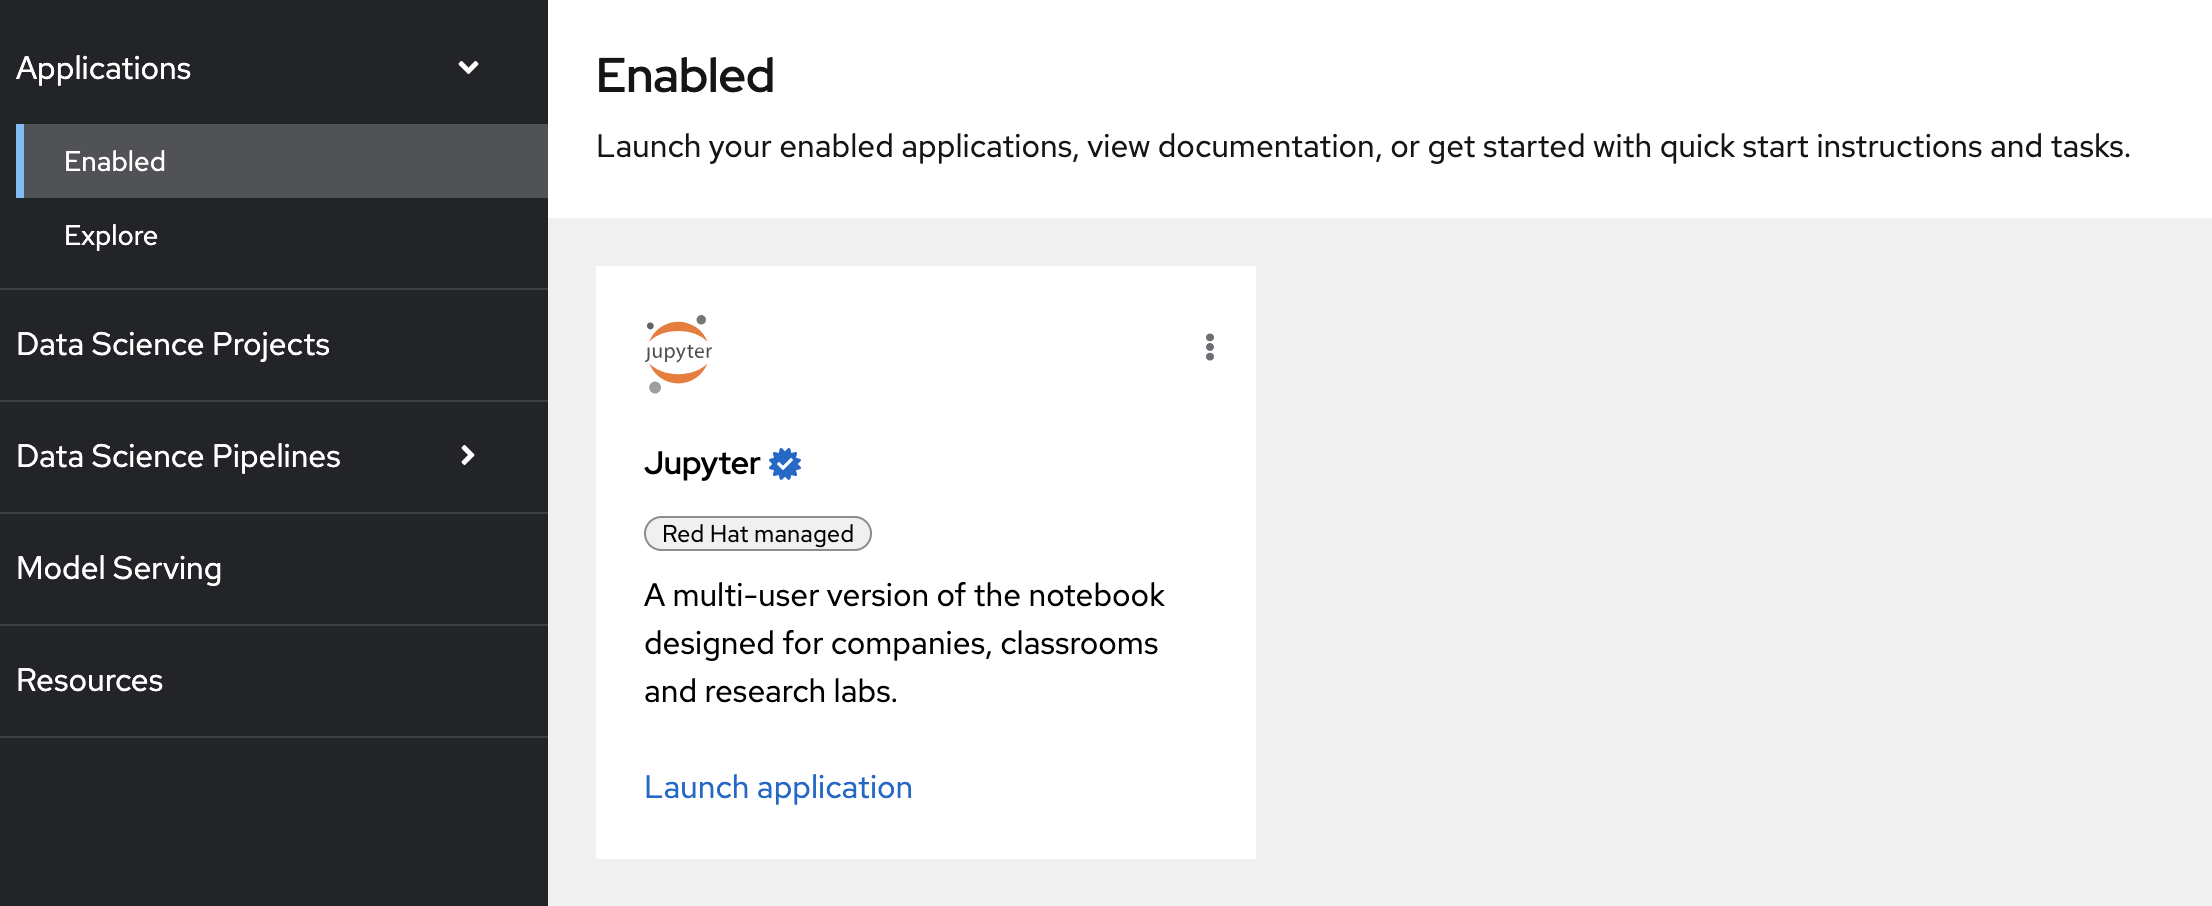 Applications
Enabled
Explore
Data Science Projects
Data Science Pipelines
Model Serving
Resources
Enabled
Launch your enabled applications, view documentation, or get started with quick start instructions and tasks.
jupyter
Jupyter
Red Hat managed
A multi-user version of the notebook
designed for companies, classrooms
and research labs.
Launch application